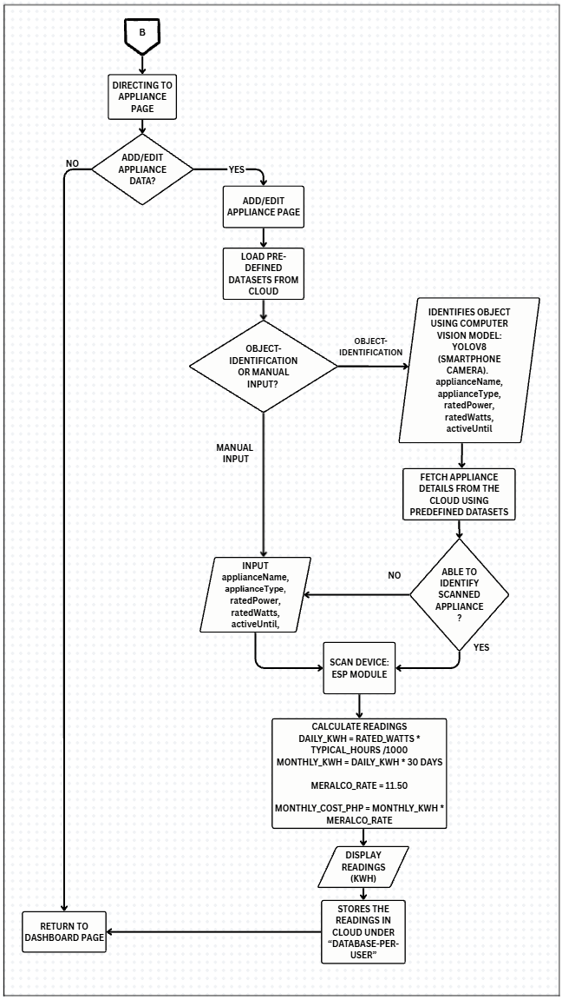 B
DIRECTING TO
APPLIANCE
PAGE
NO
ADD/EDIT
APPLIANCE
DATA?
YES
ADD/EDIT
APPLIANCE PAGE
LOAD PRE-
DEFINED
DATASETS FROM
CLOUD
OBJECT-
IDENTIFICATION
OR MANUAL
INPUT?
OBJECT-
IDENTIFICATION
IDENTIFIES OBJECT
USING COMPUTER
VISION MODEL:
YOLOV8
(SMARTPHONE
CAMERA).
applianceName,
applianceType,
ratedPower,
ratedWatts,
activeUntil
MANUAL
INPUT
FETCH APPLIANCE
DETAILS FROM THE
CLOUD USING
PREDEFINED DATASETS
INPUT
applianceName,
applianceType,
ratedPower,
ratedWatts,
activeUntil,
NO
ABLE TO
IDENTIFY
SCANNED
APPLIANCE
?
YES
SCAN DEVICE:
ESP MODULE
CALCULATE READINGS
DAILY_KWH = RATED_WATTS *
TYPICAL_HOURS /1000
MONTHLY_KWH = DAILY_KWH * 30 DAYS
MERALCO_RATE = 11.50
MONTHLY_COST_PHP = MONTHLY_KWH *
MERALCO_RATE
DISPLAY
READINGS
(KWH)
STORES THE
READINGS IN
CLOUD UNDER
“DATABASE-PER-
USER”
RETURN TO
DASHBOARD PAGE